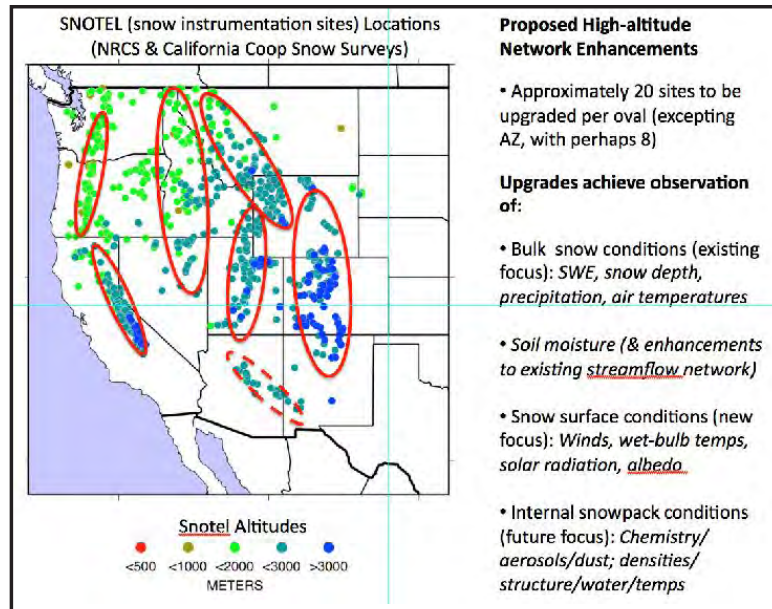 SNOTEL (snow instrumentation sites) Locations
(NRCS & California Coop Snow Surveys)
Snotel Altitudes
<500 <1000 <2000 <3000 >3000
METERS
Proposed High-altitude
Network Enhancements
• Approximately 20 sites to be
upgraded per oval (excepting
AZ, with perhaps 8)
Upgrades achieve observation
of:
• Bulk snow conditions (existing
focus): SWE, snow depth,
precipitation, air temperatures
• Soil moisture (& enhancements
to existing streamflow network)
• Snow surface conditions (new
focus): Winds, wet-bulb temps,
solar radiation, albedo
• Internal snowpack conditions
(future focus): Chemistry/
aerosols/dust; densities/
structure/water/temps